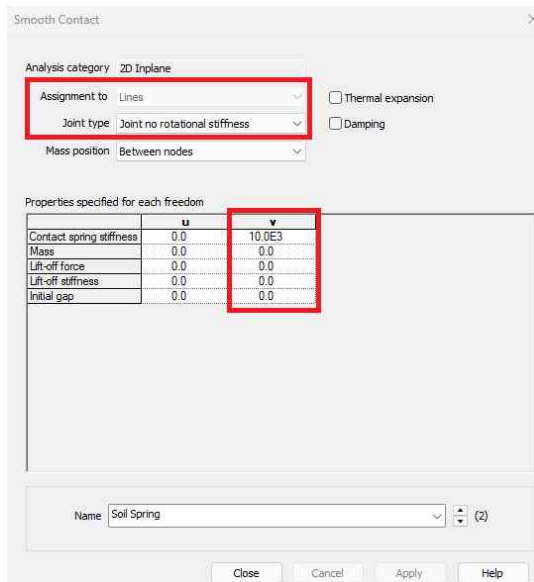 Smooth Contact
Analysis category 2D Inplane
Assignment to Lines
Thermal expansion
Joint type Joint no rotational stiffness
Damping
Mass position Between nodes
Properties specified for each freedom
u v
Contact spring stiffness 0.0 10.0E3
Mass 0.0 0.0
Lift-off force 0.0 0.0
Lift-off stiffness 0.0 0.0
Initial gap 0.0 0.0
Name Soil Spring (2)
Close Cancel Apply Help